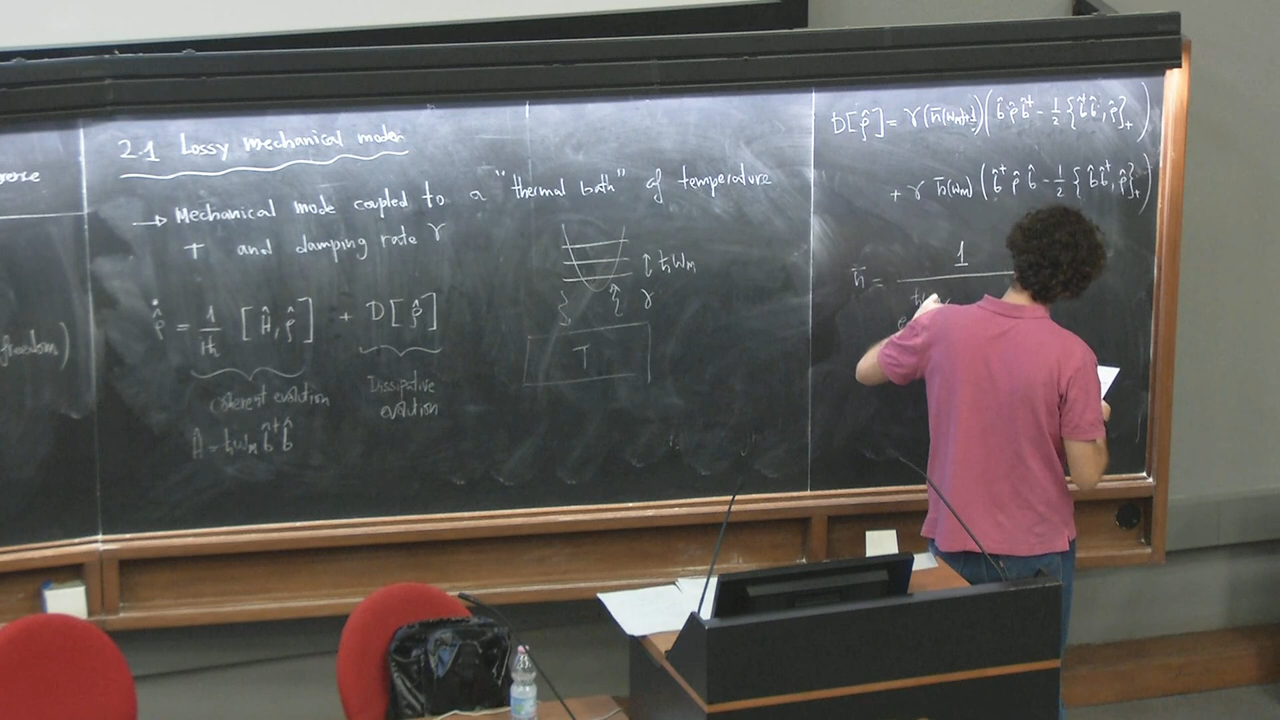 2.1 Lossy mechanical modes
→ Mechanical mode coupled to a "thermal bath" of temperature
T and damping rate γ
ρ̂̇ = 1/iħ [Ĥ, ρ̂] + D[ρ̂]
Coherent evolution
Dissipative
evolution
Ĥ = ħω_M b̂†b̂
↕ ħω_M
γ
T
freedom)
D[ρ̂] = γ(n̄(ω_M)+1)(b̂ρ̂b̂† - 1/2 {b̂†b̂, ρ̂}₊)
+ γ n̄(ω_M) (b̂†ρ̂b̂ - 1/2 {b̂b̂†, ρ̂}₊)
n̄ = 1